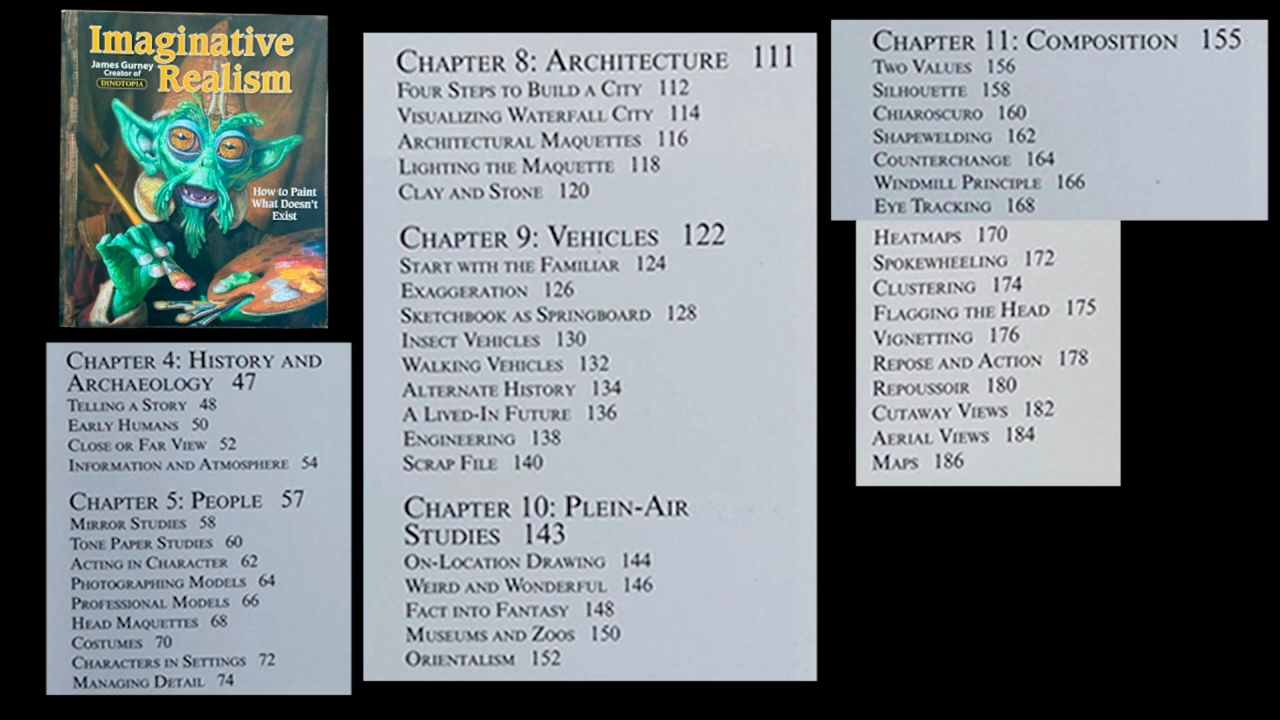 Imaginative
James Gurney
Creator of
DINOTOPIA
Realism
How to Paint
What Doesn't
Exist
CHAPTER 4: HISTORY AND
ARCHAEOLOGY 47
TELLING A STORY 48
EARLY HUMANS 50
CLOSE OR FAR VIEW 52
INFORMATION AND ATMOSPHERE 54
CHAPTER 5: PEOPLE 57
MIRROR STUDIES 58
TONE PAPER STUDIES 60
ACTING IN CHARACTER 62
PHOTOGRAPHING MODELS 64
PROFESSIONAL MODELS 66
HEAD MAQUETTES 68
COSTUMES 70
CHARACTERS IN SETTINGS 72
MANAGING DETAIL 74
CHAPTER 8: ARCHITECTURE 111
FOUR STEPS TO BUILD A CITY 112
VISUALIZING WATERFALL CITY 114
ARCHITECTURAL MAQUETTES 116
LIGHTING THE MAQUETTE 118
CLAY AND STONE 120
CHAPTER 9: VEHICLES 122
START WITH THE FAMILIAR 124
EXAGGERATION 126
SKETCHBOOK AS SPRINGBOARD 128
INSECT VEHICLES 130
WALKING VEHICLES 132
ALTERNATE HISTORY 134
A LIVED-IN FUTURE 136
ENGINEERING 138
SCRAP FILE 140
CHAPTER 10: PLEIN-AIR
STUDIES 143
ON-LOCATION DRAWING 144
WEIRD AND WONDERFUL 146
FACT INTO FANTASY 148
MUSEUMS AND ZOOS 150
ORIENTALISM 152
CHAPTER 11: COMPOSITION 155
TWO VALUES 156
SILHOUETTE 158
CHIAROSCURO 160
SHAPEWELDING 162
COUNTERCHANGE 164
WINDMILL PRINCIPLE 166
EYE TRACKING 168
HEATMAPS 170
SPOKEWHEELING 172
CLUSTERING 174
FLAGGING THE HEAD 175
VIGNETTING 176
REPOSE AND ACTION 178
REPOUSSOIR 180
CUTAWAY VIEWS 182
AERIAL VIEWS 184
MAPS 186